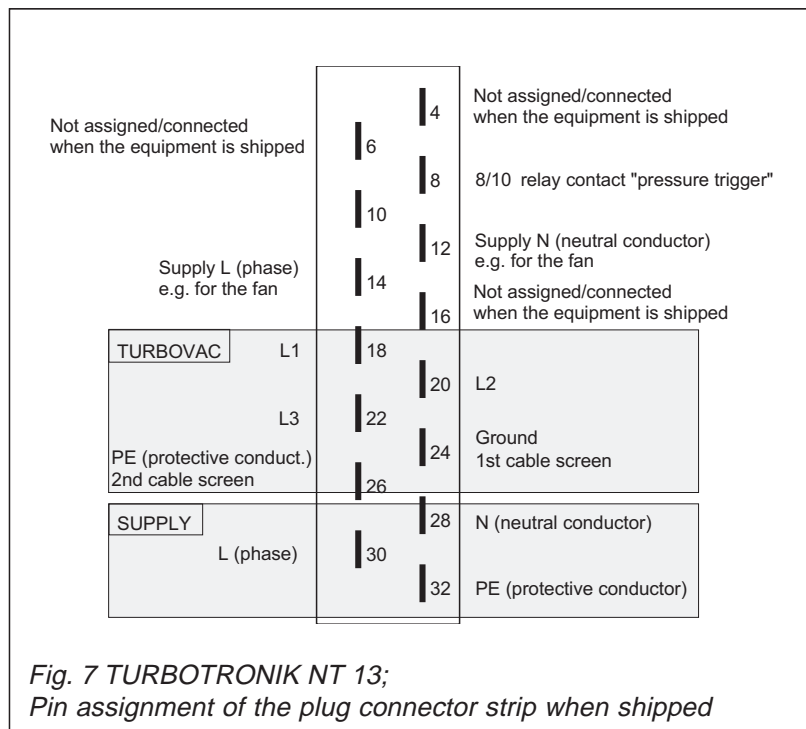 4
Not assigned/connected
when the equipment is shipped
Not assigned/connected
when the equipment is shipped
6
8
8/10 relay contact "pressure trigger"
10
12
Supply N (neutral conductor)
e.g. for the fan
Supply L (phase)
e.g. for the fan
14
16
Not assigned/connected
when the equipment is shipped
TURBOVAC
L1
18
20
L2
L3
22
24
Ground
1st cable screen
PE (protective conduct.)
2nd cable screen
26
SUPPLY
28
N (neutral conductor)
L (phase)
30
32
PE (protective conductor)
Fig. 7 TURBOTRONIK NT 13;
Pin assignment of the plug connector strip when shipped